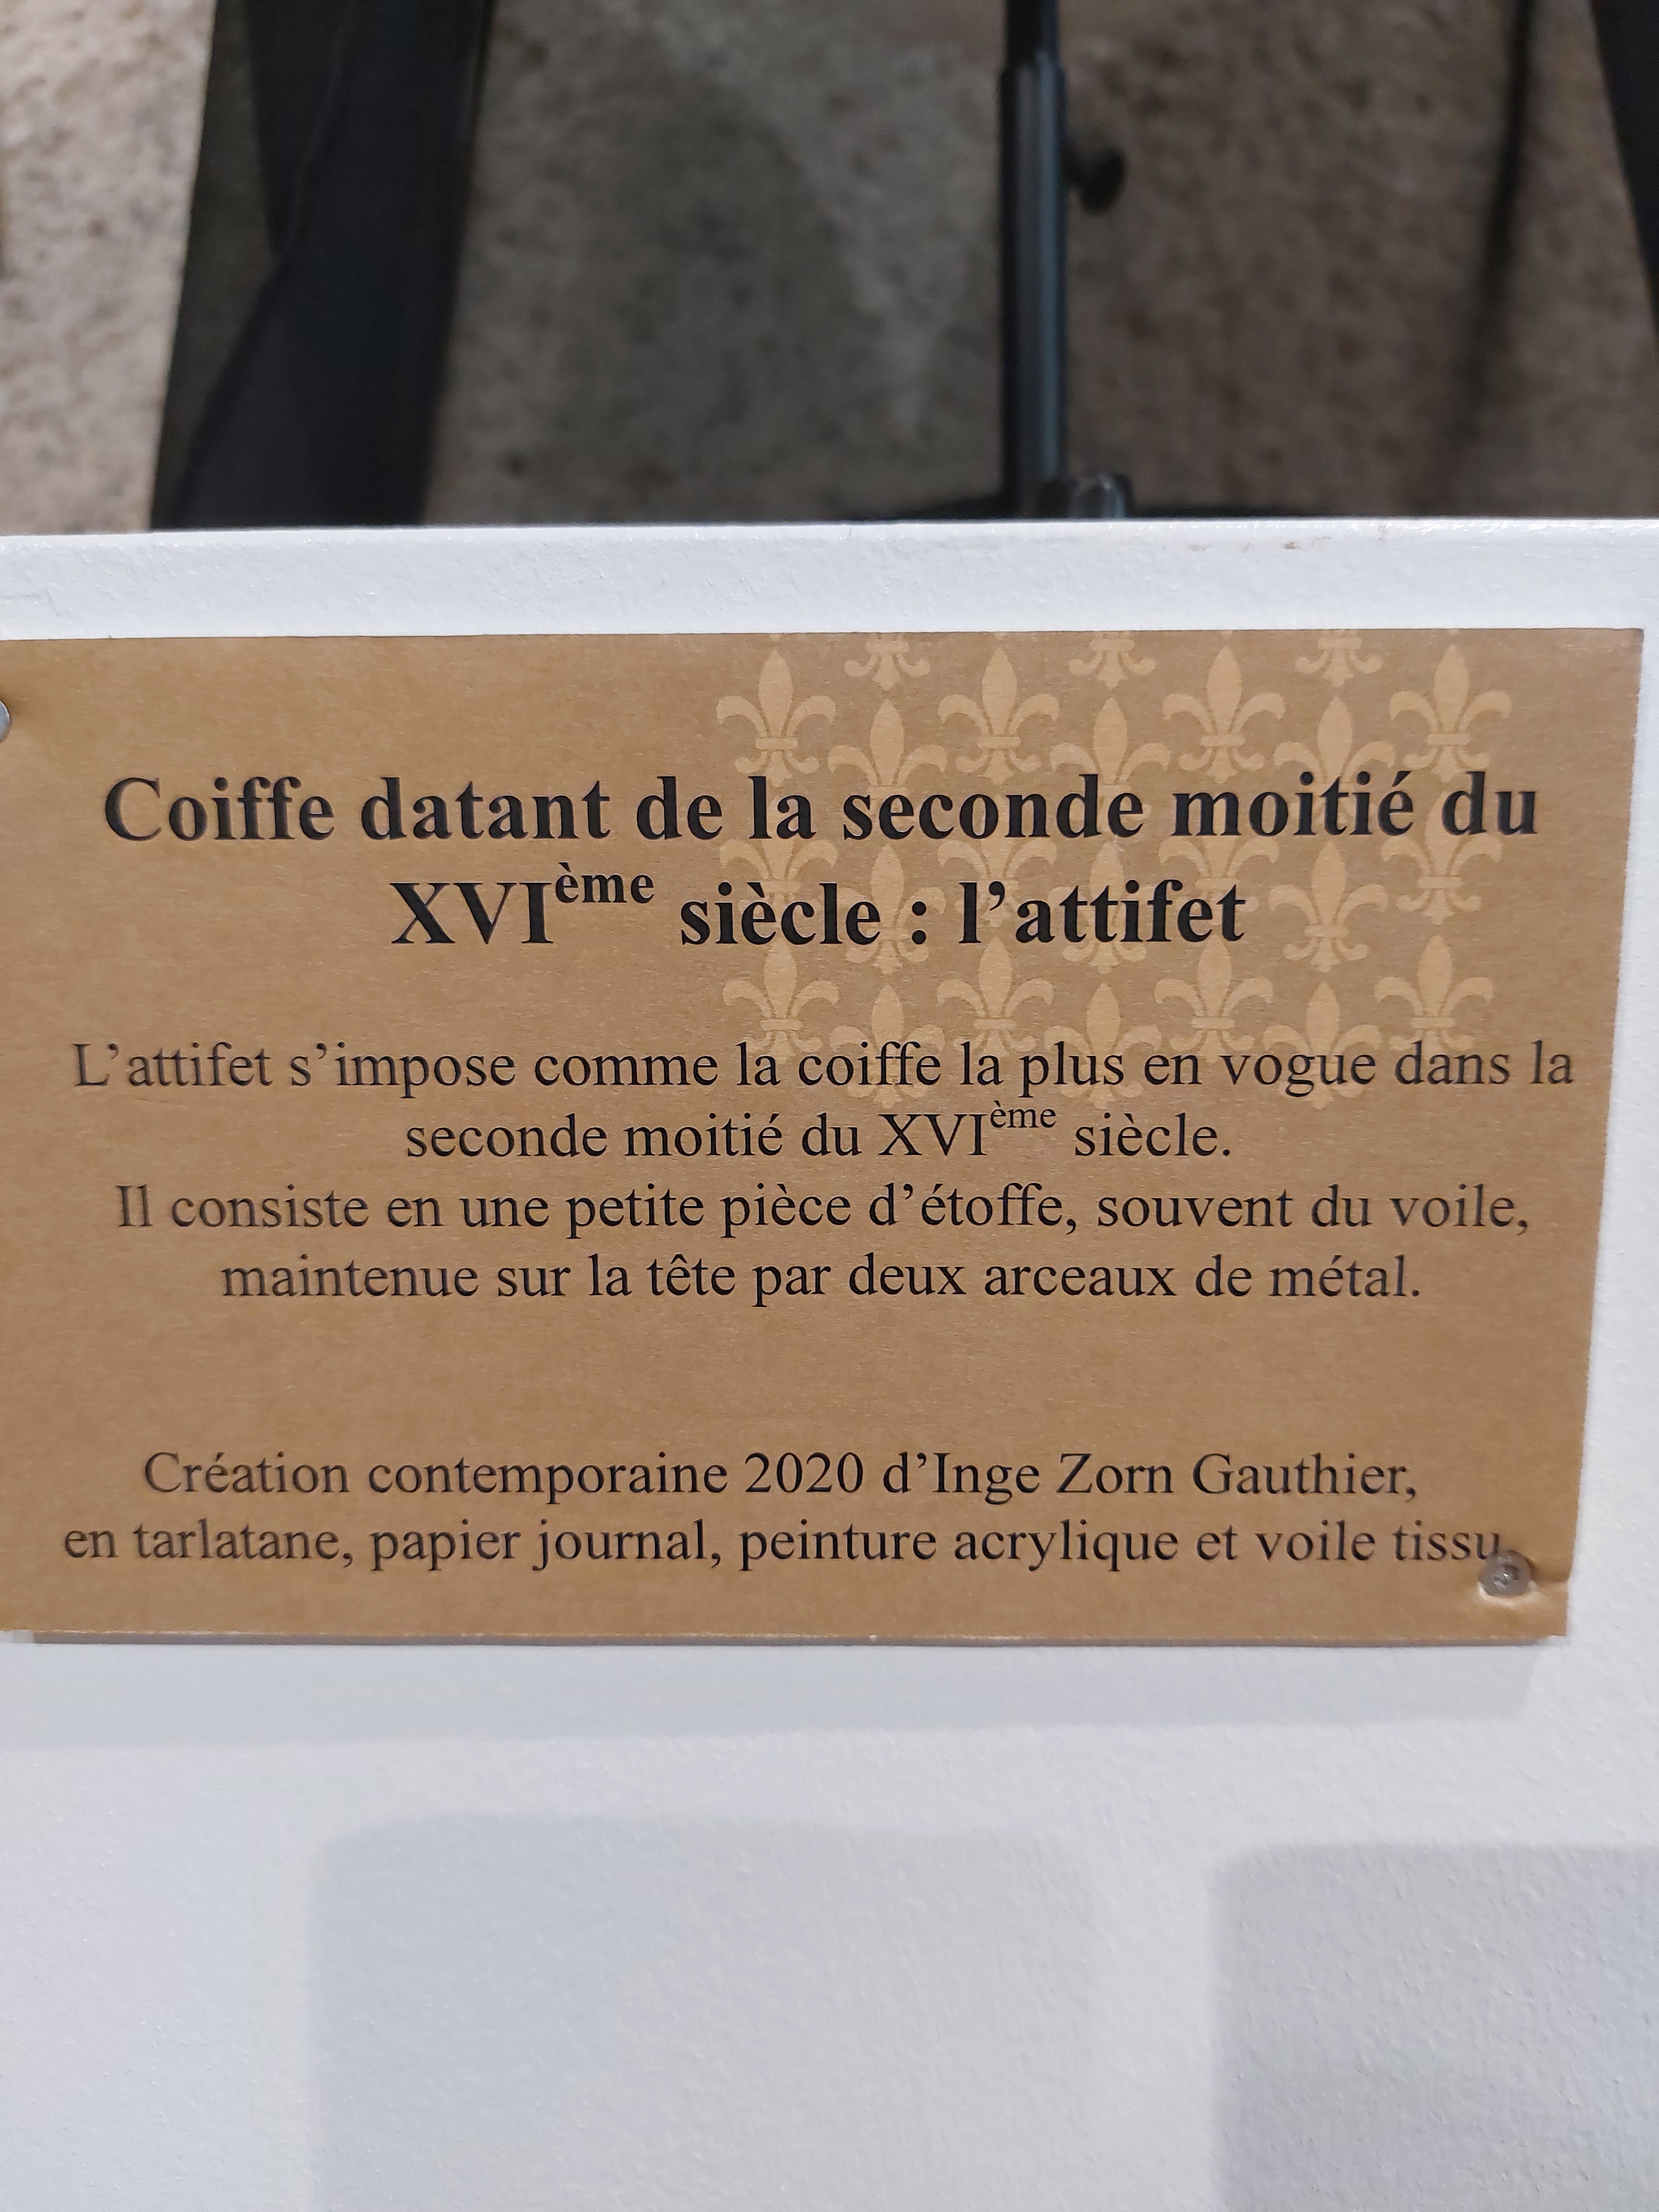 Coiffe datant de la seconde moitié du
XVIème siècle : l’attifet
L’attifet s’impose comme la coiffe la plus en vogue dans la
seconde moitié du XVIème siècle.
Il consiste en une petite pièce d’étoffe, souvent du voile,
maintenue sur la tête par deux arceaux de métal.
Création contemporaine 2020 d’Inge Zorn Gauthier,
en tarlatane, papier journal, peinture acrylique et voile tissu.